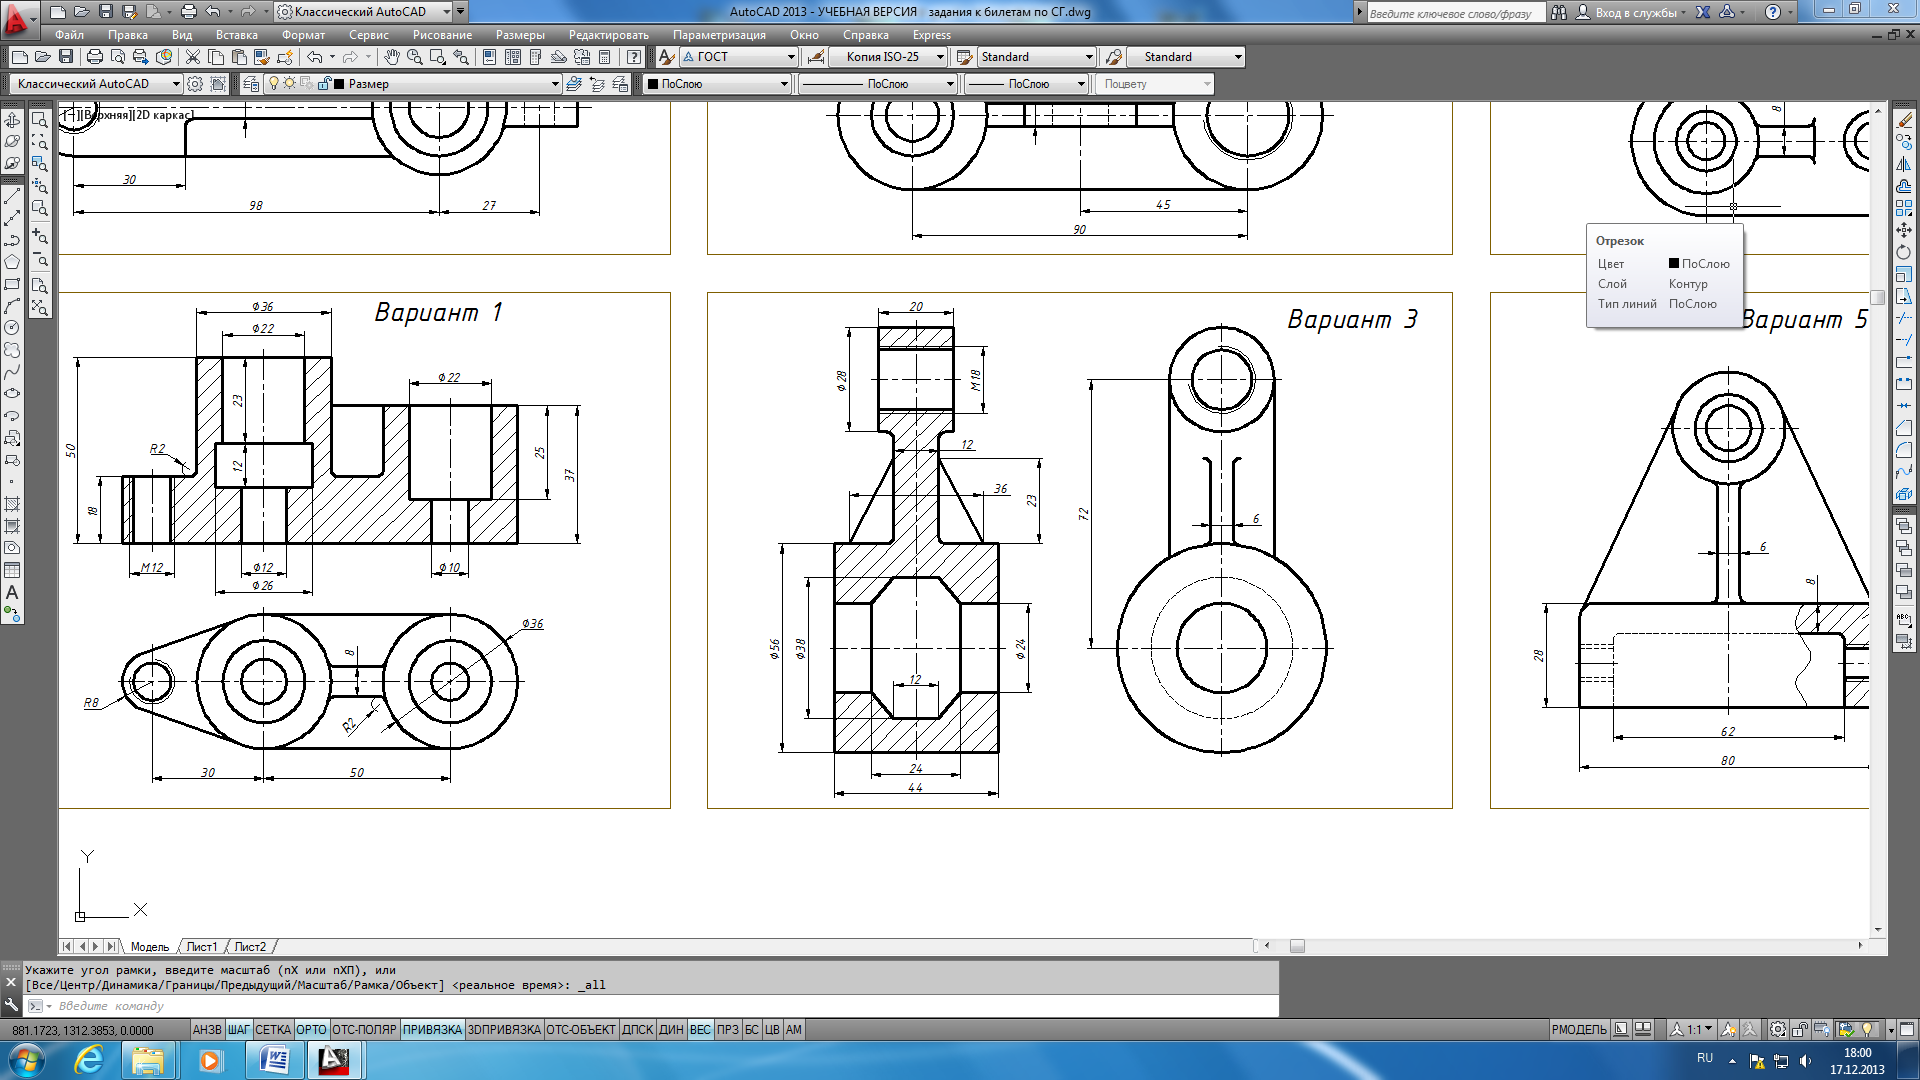 Классический AutoCAD
AutoCAD 2013 - УЧЕБНАЯ ВЕРСИЯ задания к билетам по СГ.dwg
Введите ключевое слово/фразу
Вход в службы
Файл Правка Вид Вставка Формат Сервис Рисование Размеры Редактировать Параметризация Окно Справка Express
ГОСТ Копия ISO-25 Standard Standard
Классический AutoCAD Размер ПоСлою ПоСлою ПоСлою Поцвету
[−][Верхняя][2D каркас]
30
98 27
45
90
8
Отрезок
Цвет ПоСлою
Слой Контур
Тип линий ПоСлою
Вариант 1
Ф36
Ф22
Ф22
50
23
12
R2
18
25
37
М12 Ф12 Ф10
Ф26
Ф36
8
R8
R2
30 50
Вариант 3
20
Ф28
М18
12
36
23
72
6
Ф56
Ф38
12
Ф24
24
44
Вариант 5
6
8
28
62
80
Y
X
Модель Лист1 Лист2
Укажите угол рамки, введите масштаб (nX или nXП), или
[Все/Центр/Динамика/Границы/Предыдущий/Масштаб/Рамка/Объект] <реальное время>: _all
Введите команду
881.1723, 1312.3853, 0.0000 АНЗВ ШАГ СЕТКА ОРТО ОТС-ПОЛЯР ПРИВЯЗКА 3DПРИВЯЗКА ОТС-ОБЪЕКТ ДПСК ДИН ВЕС ПРЗ БС ЦВ АМ РМОДЕЛЬ 1:1
RU 18:00
17.12.2013